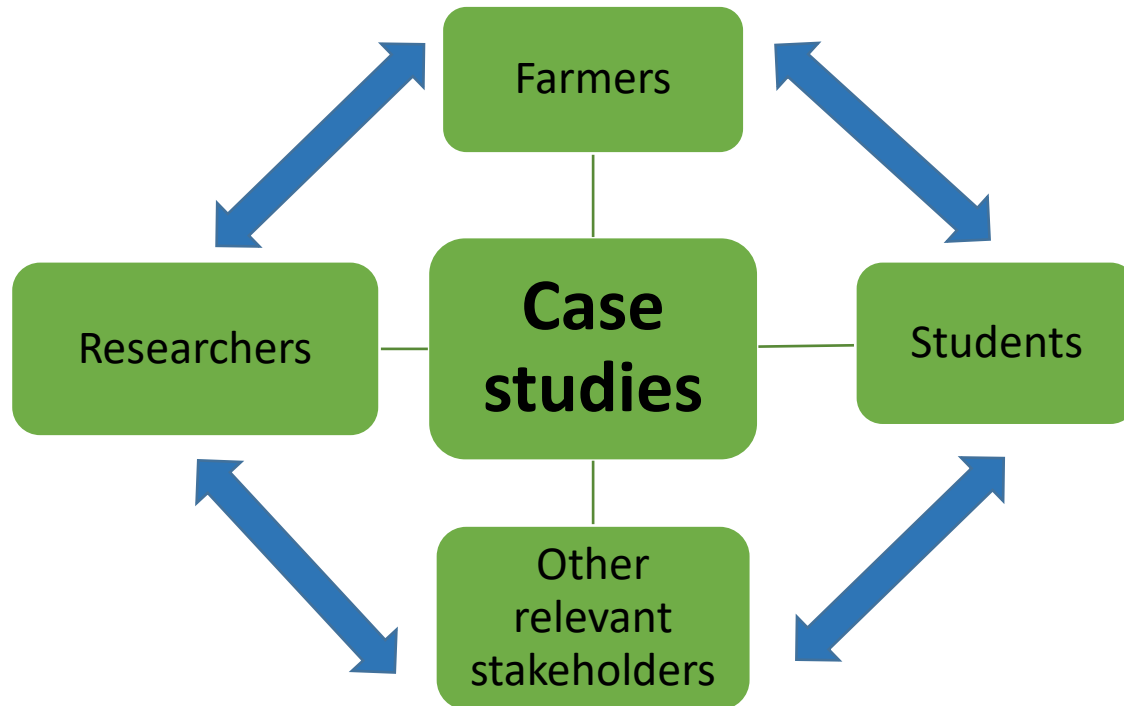 Farmers
Researchers
Case
studies
Students
Other
relevant
stakeholders